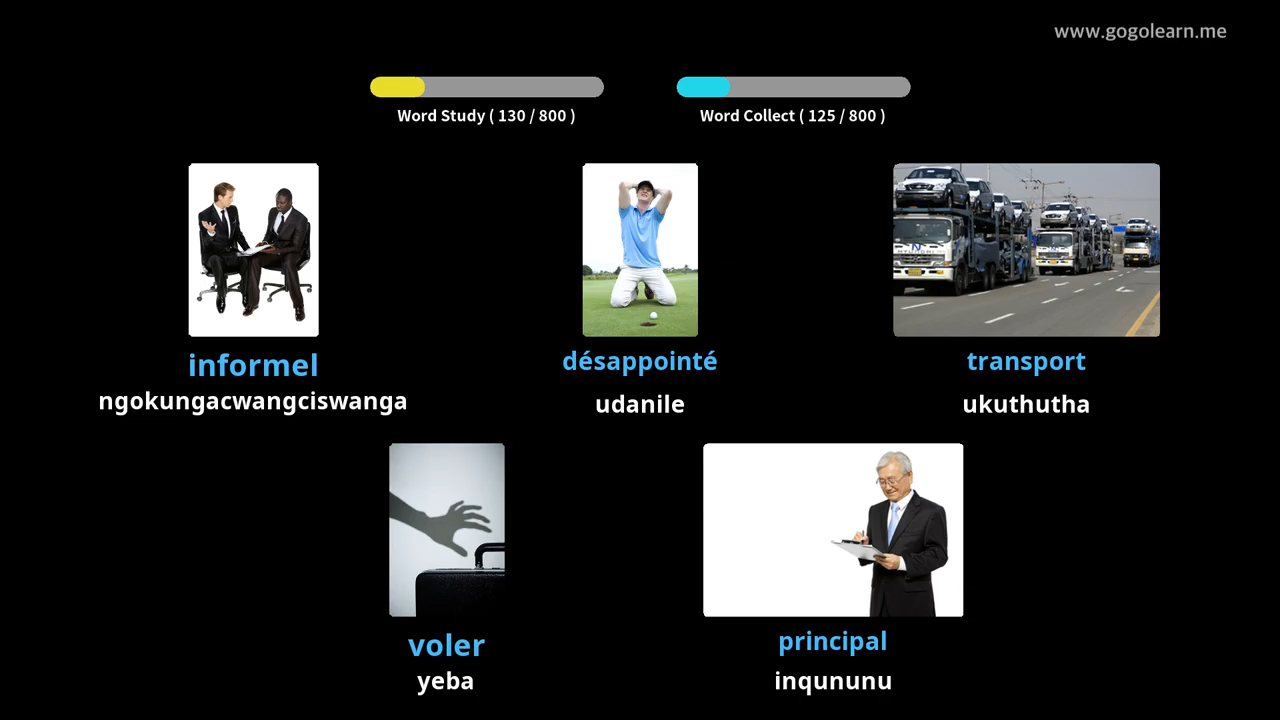 www.gogolearn.me
Word Study ( 130 / 800 )
Word Collect ( 125 / 800 )
informel
ngokungacwangciswanga
désappointé
udanile
transport
ukuthutha
voler
yeba
principal
inqununu